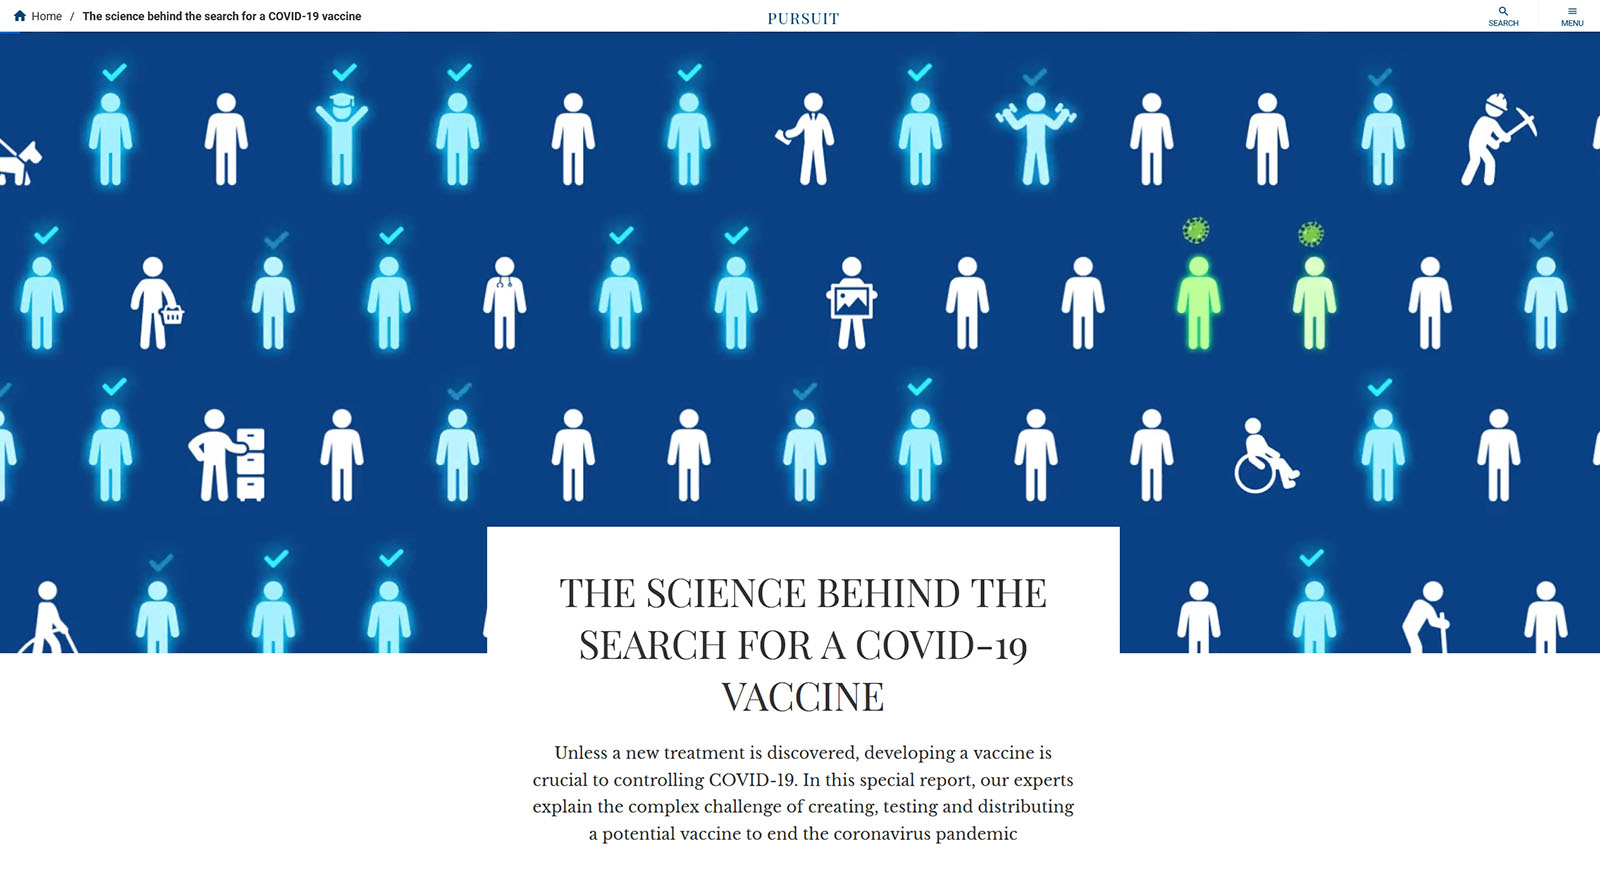 Home / The science behind the search for a COVID-19 vaccine
PURSUIT
SEARCH
MENU
THE SCIENCE BEHIND THE
SEARCH FOR A COVID-19
VACCINE
Unless a new treatment is discovered, developing a vaccine is
crucial to controlling COVID-19. In this special report, our experts
explain the complex challenge of creating, testing and distributing
a potential vaccine to end the coronavirus pandemic